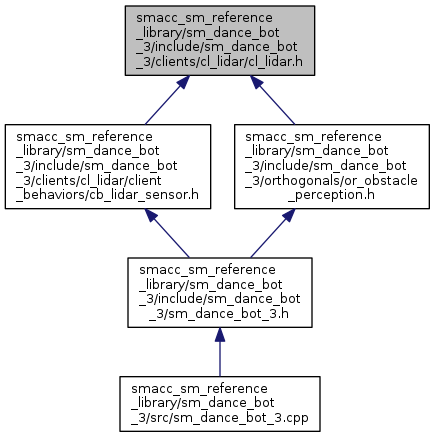 smacc_sm_reference
_library/sm_dance_bot
_3/include/sm_dance_bot
_3/clients/cl_lidar/cl_lidar.h
smacc_sm_reference
_library/sm_dance_bot
_3/include/sm_dance_bot
_3/clients/cl_lidar/client
_behaviors/cb_lidar_sensor.h
smacc_sm_reference
_library/sm_dance_bot
_3/include/sm_dance_bot
_3/orthogonals/or_obstacle
_perception.h
smacc_sm_reference
_library/sm_dance_bot
_3/include/sm_dance_bot
_3/sm_dance_bot_3.h
smacc_sm_reference
_library/sm_dance_bot
_3/src/sm_dance_bot_3.cpp